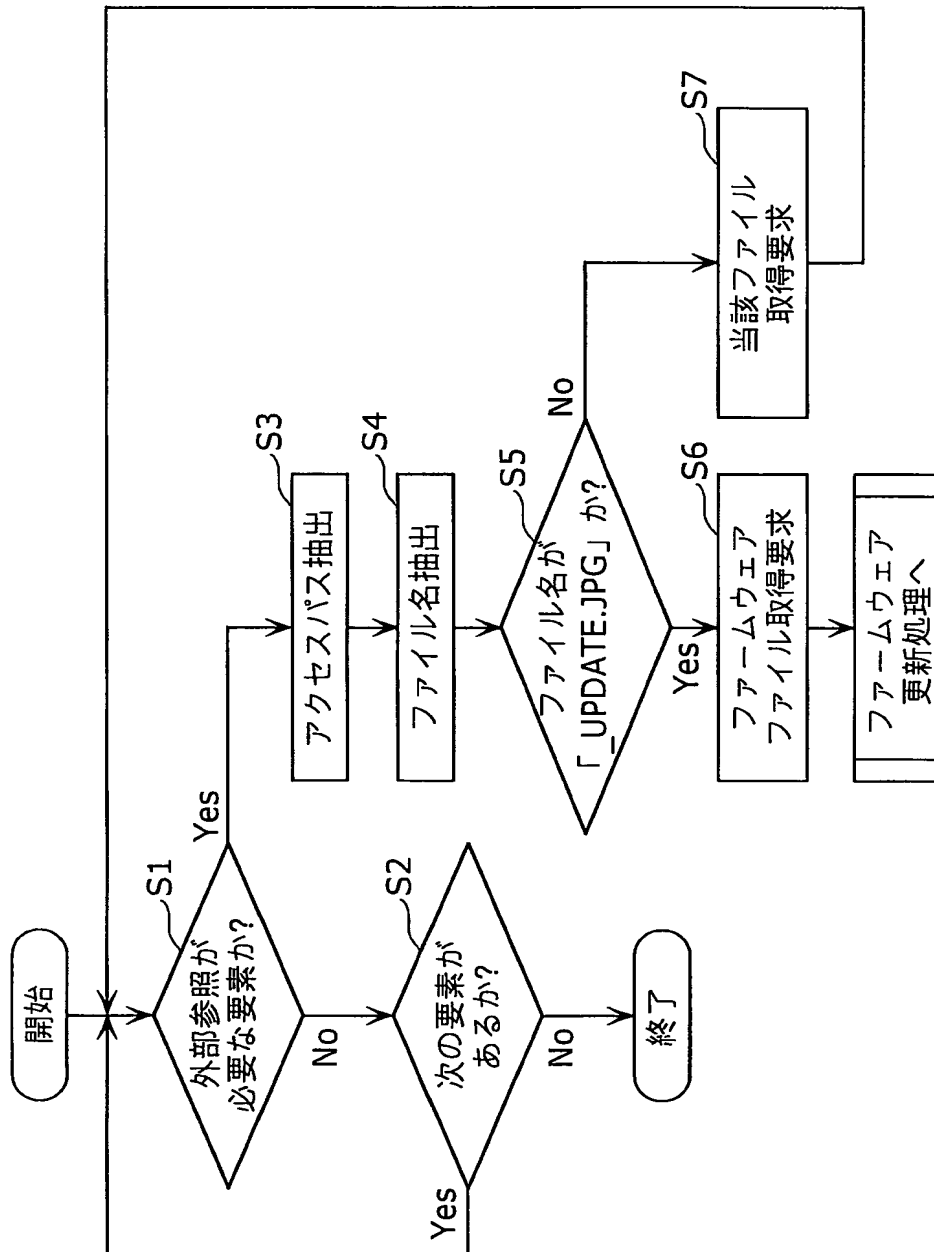 開始
S1
外部参照が
必要な要素か?
Yes
No
S2
次の要素が
あるか?
Yes
No
終了
S3
アクセスパス抽出
S4
ファイル名抽出
S5
ファイル名が
「_UPDATE.JPG」か?
Yes
No
S6
ファームウェア
ファイル取得要求
ファームウェア
更新処理へ
S7
当該ファイル
取得要求